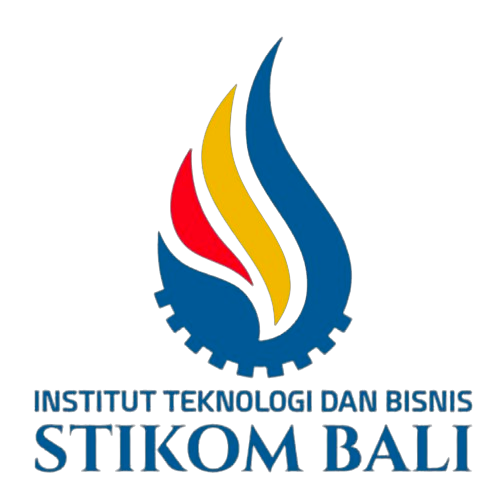 INSTITUT TEKNOLOGI DAN BISNIS
STIKOM BALI